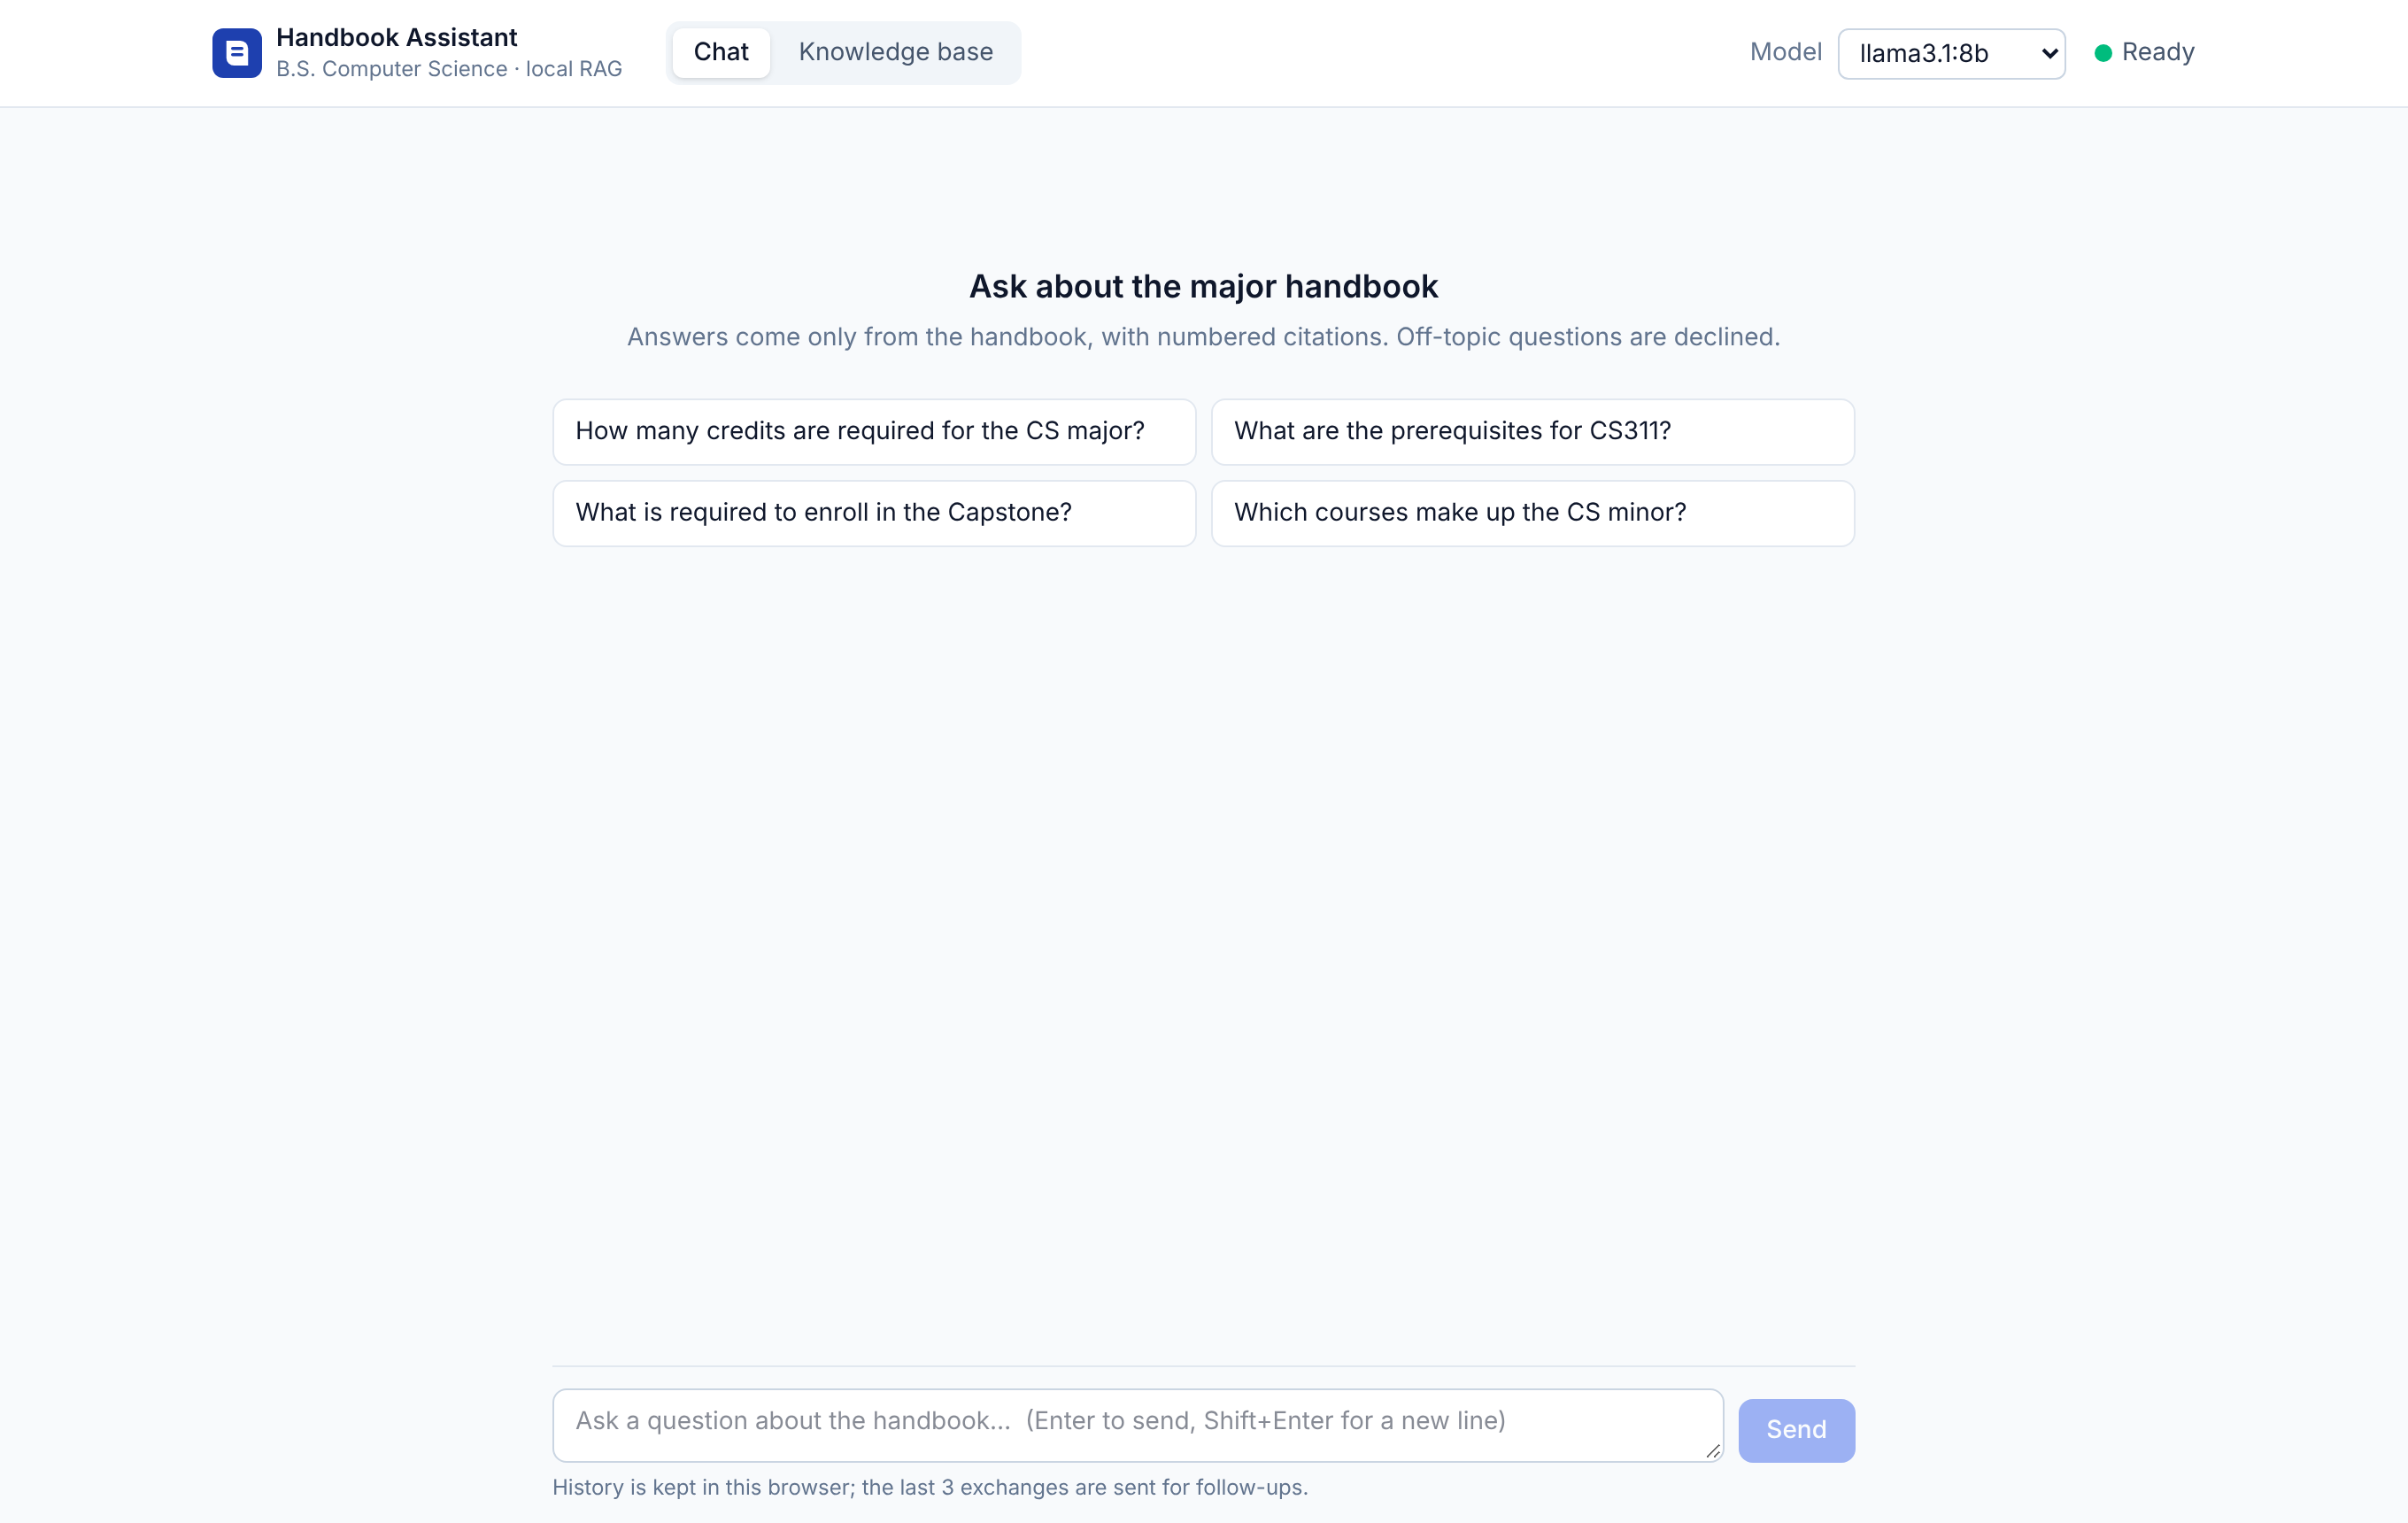 Handbook Assistant
B.S. Computer Science · local RAG
Chat
Knowledge base
Model
llama3.1:8b
Ready
Ask about the major handbook
Answers come only from the handbook, with numbered citations. Off-topic questions are declined.
How many credits are required for the CS major?
What are the prerequisites for CS311?
What is required to enroll in the Capstone?
Which courses make up the CS minor?
Ask a question about the handbook... (Enter to send, Shift+Enter for a new line)
Send
History is kept in this browser; the last 3 exchanges are sent for follow-ups.